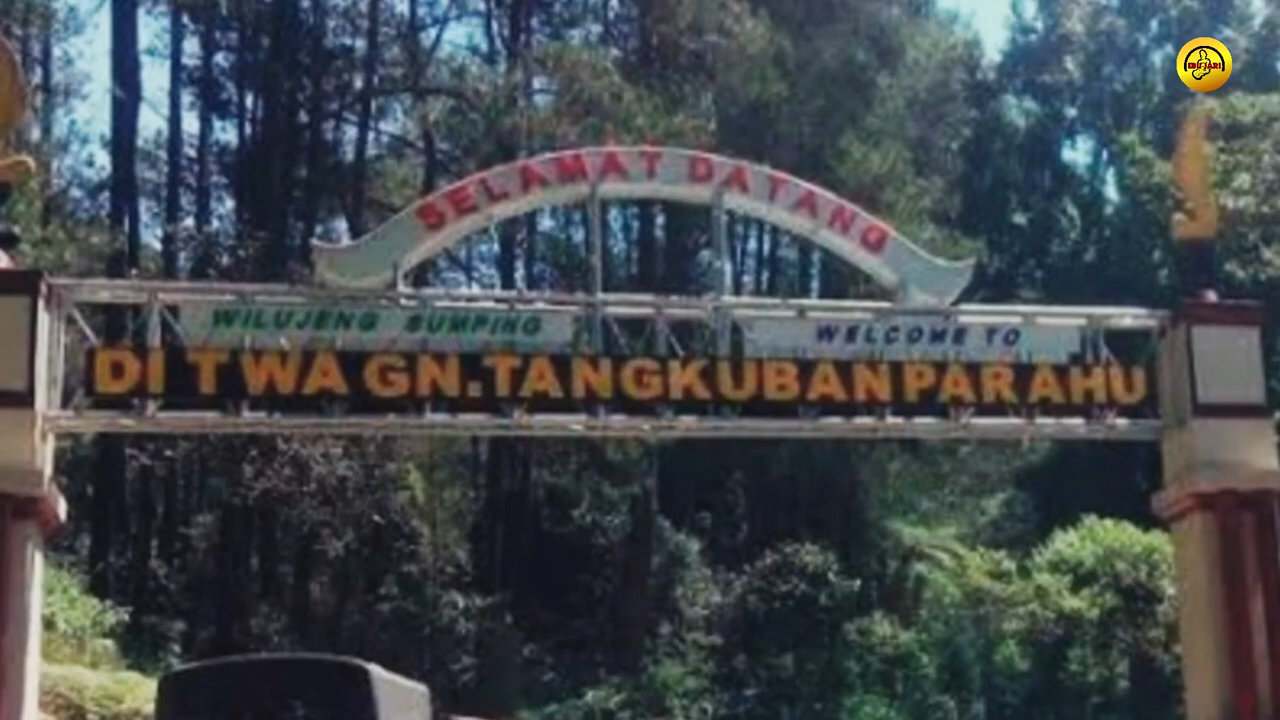 SELAMAT DATANG
WILUJENG SUMPING
WELCOME TO
DI TWA GN.TANGKUBANPARAHU